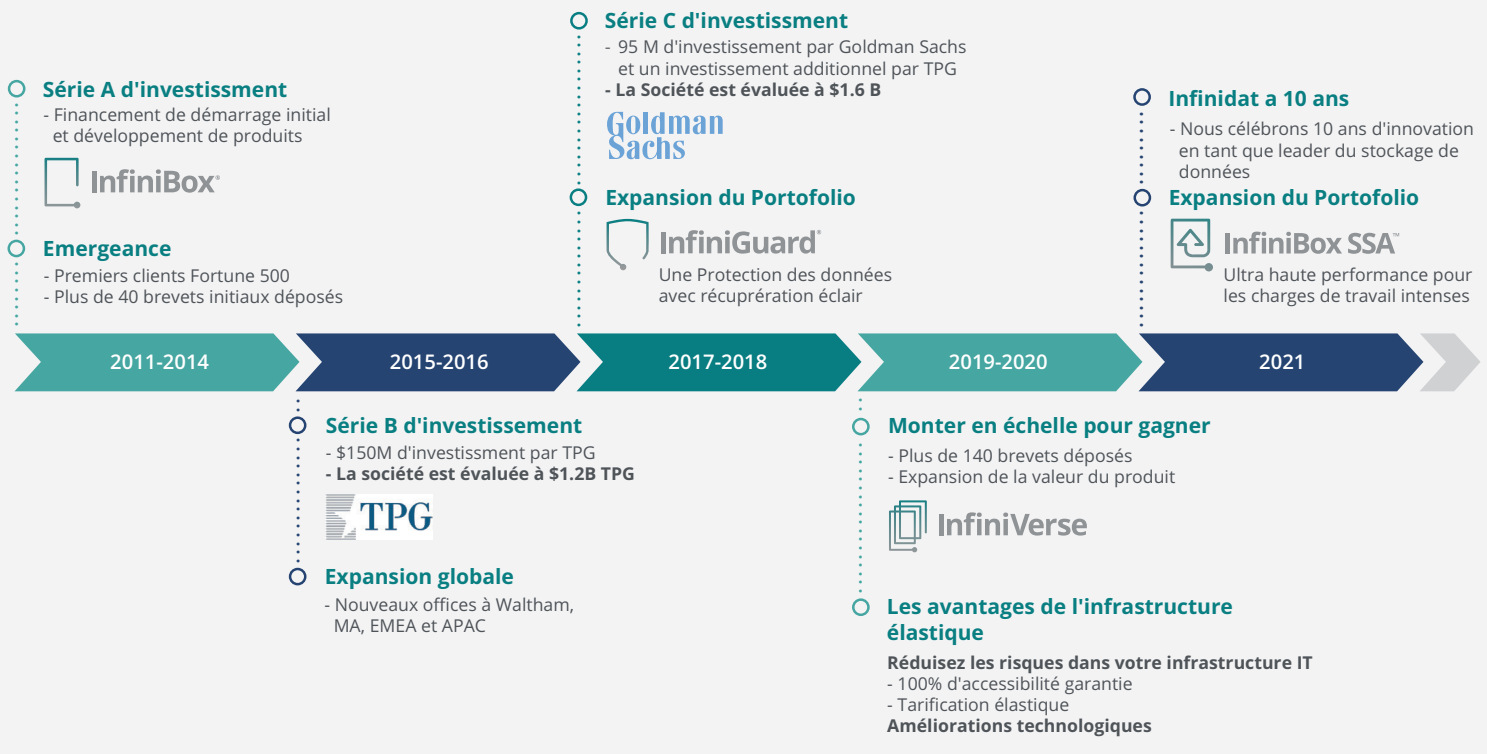 Série A d'investissment
- Financement de démarrage initial
et développement de produits
InfiniBox®
Emergeance
- Premiers clients Fortune 500
- Plus de 40 brevets initiaux déposés
Série C d'investissment
- 95 M d'investissement par Goldman Sachs
et un investissement additionnel par TPG
- La Société est évaluée à $1.6 B
Goldman
Sachs
Expansion du Portofolio
InfiniGuard®
Une Protection des données
avec récuprération éclair
Infinidat a 10 ans
- Nous célébrons 10 ans d'innovation
en tant que leader du stockage de
données
Expansion du Portofolio
InfiniBox SSA™
Ultra haute performance pour
les charges de travail intenses
2011-2014
2015-2016
2017-2018
2019-2020
2021
Série B d'investissement
- $150M d'investissment par TPG
- La société est évaluée à $1.2B TPG
TPG
Expansion globale
- Nouveaux offices à Waltham,
MA, EMEA et APAC
Monter en échelle pour gagner
- Plus de 140 brevets déposés
- Expansion de la valeur du produit
InfiniVerse
Les avantages de l'infrastructure
élastique
Réduisez les risques dans votre infrastructure IT
- 100% d'accessibilité garantie
- Tarification élastique
Améliorations technologiques